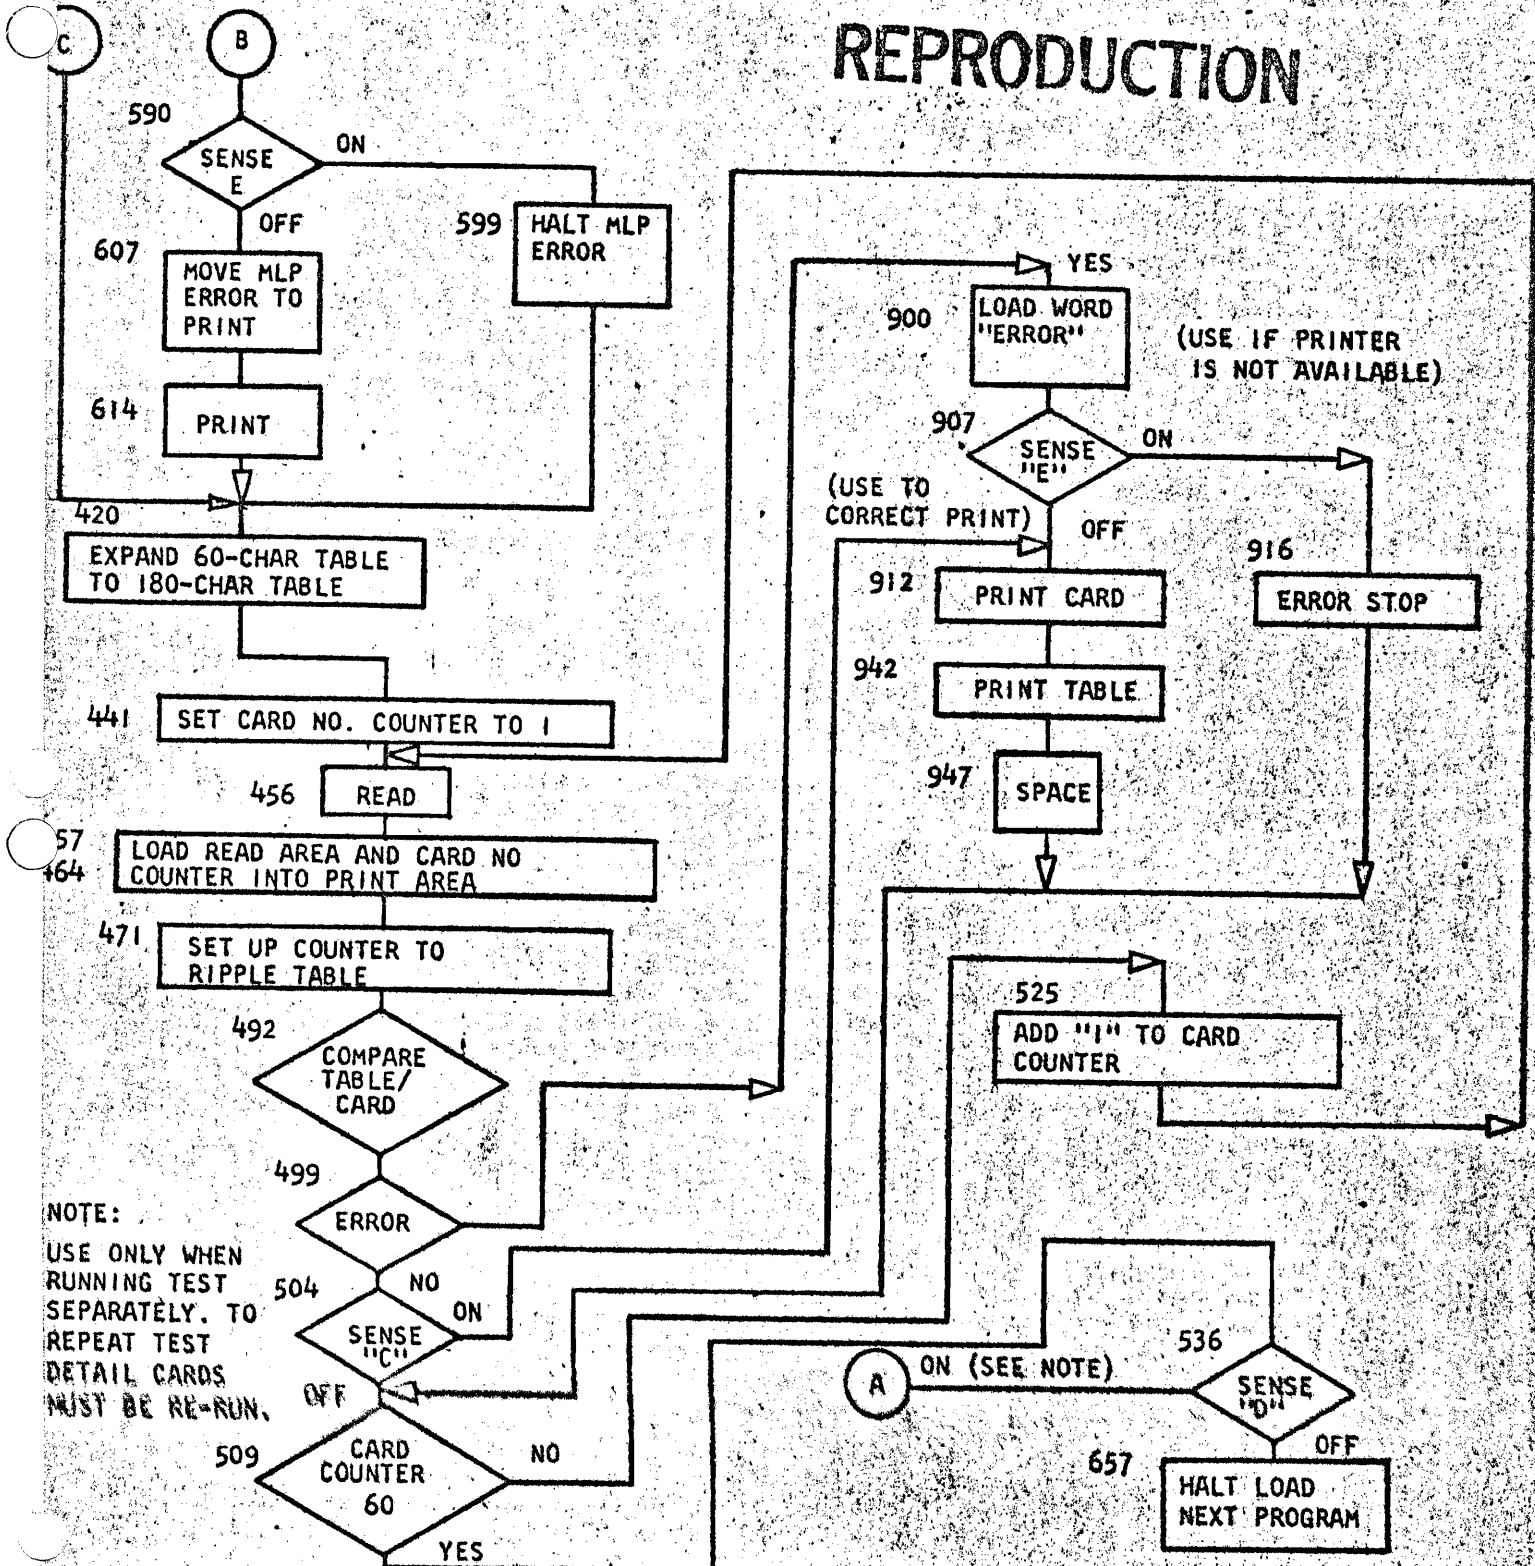 REPRODUCTION
C
B
590
SENSE
E
ON
OFF
599
HALT MLP
ERROR
607
MOVE MLP
ERROR TO
PRINT
614
PRINT
420
EXPAND 60-CHAR TABLE
TO 180-CHAR TABLE
441
SET CARD NO. COUNTER TO 1
456
READ
57
464
LOAD READ AREA AND CARD NO
COUNTER INTO PRINT AREA
471
SET UP COUNTER TO
RIPPLE TABLE
492
COMPARE
TABLE/
CARD
499
ERROR
NO
504
SENSE
"C"
ON
OFF
509
CARD
COUNTER
60
NO
YES
NOTE:
USE ONLY WHEN
RUNNING TEST
SEPARATELY. TO
REPEAT TEST
DETAIL CARDS
MUST BE RE-RUN.
YES
900
LOAD WORD
"ERROR"
(USE IF PRINTER
IS NOT AVAILABLE)
907
SENSE
"E"
ON
OFF
(USE TO
CORRECT PRINT)
912
PRINT CARD
916
ERROR STOP
942
PRINT TABLE
947
SPACE
525
ADD "1" TO CARD
COUNTER
A
ON (SEE NOTE)
536
SENSE
"D"
OFF
657
HALT LOAD
NEXT PROGRAM